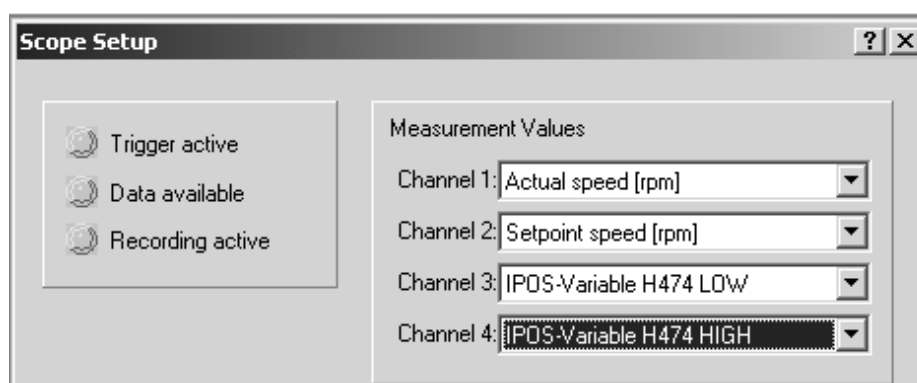 Scope Setup
Trigger active
Data available
Recording active
Measurement Values
Channel 1: Actual speed [rpm]
Channel 2: Setpoint speed [rpm]
Channel 3: IPOS-Variable H474 LOW
Channel 4: IPOS-Variable H474 HIGH